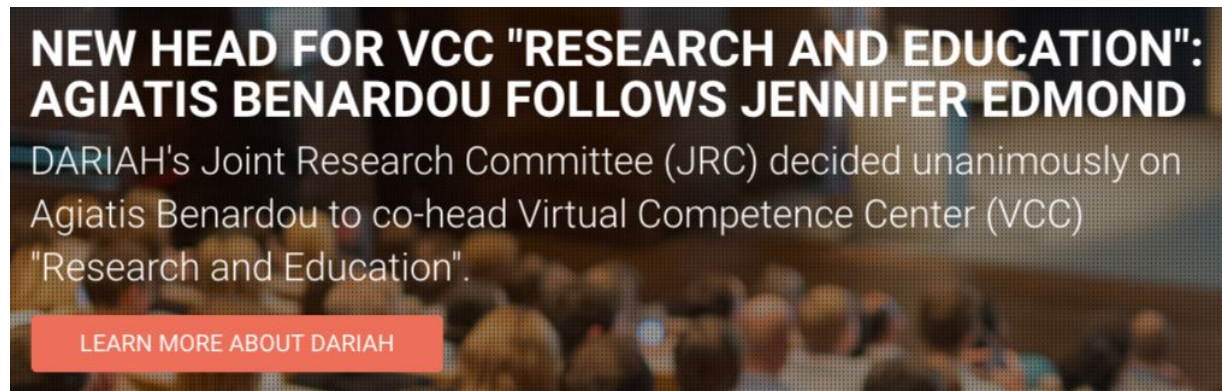 NEW HEAD FOR VCC "RESEARCH AND EDUCATION":
AGIATIS BENARDOU FOLLOWS JENNIFER EDMOND
DARIAH's Joint Research Committee (JRC) decided unanimously on
Agiatis Benardou to co-head Virtual Competence Center (VCC)
"Research and Education".
LEARN MORE ABOUT DARIAH